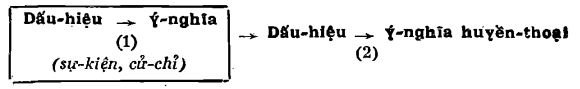 Dấu-hiệu → Ý-nghĩa → Dấu-hiệu → ý-nghĩa huyền-thoại
(1) (2)
(sự-kiện, cử-chỉ)